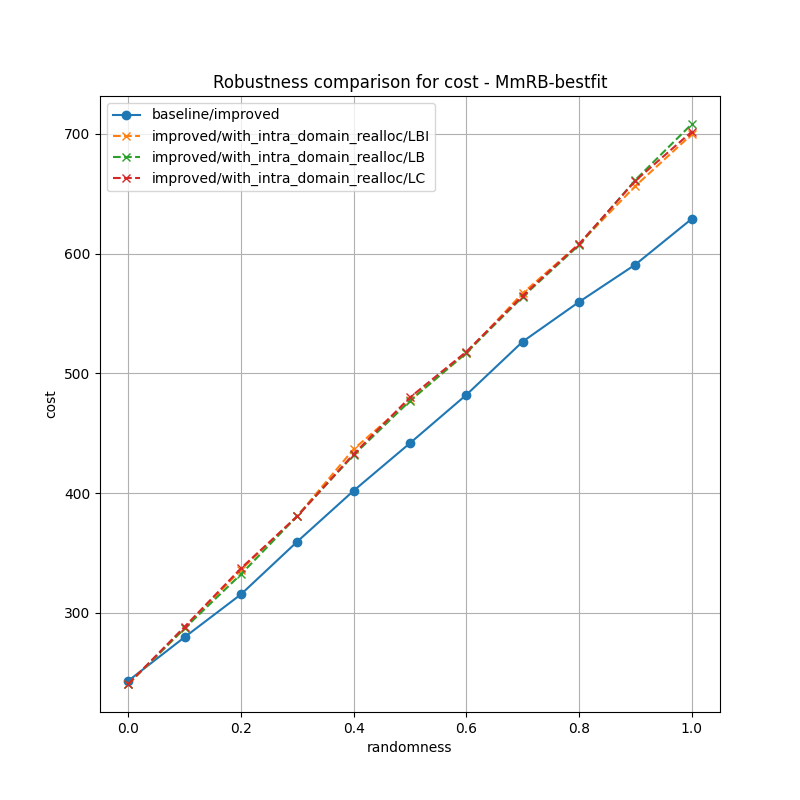 Robustness comparison for cost - MmRB-bestfit
baseline/improved
improved/with_intra_domain_realloc/LBI
improved/with_intra_domain_realloc/LB
improved/with_intra_domain_realloc/LC
700
600
500
400
300
cost
0.0 0.2 0.4 0.6 0.8 1.0
randomness